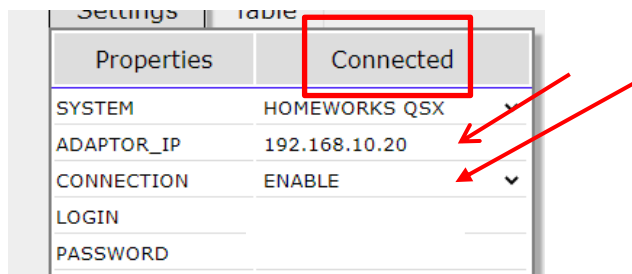 Settings Table
Properties Connected
SYSTEM HOMEWORKS QSX
ADAPTOR_IP 192.168.10.20
CONNECTION ENABLE
LOGIN
PASSWORD